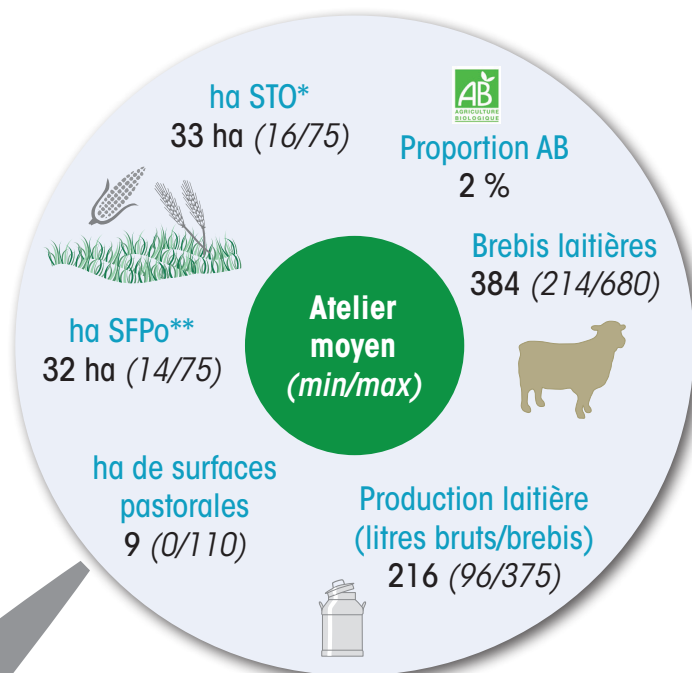 ha STO*
33 ha (16/75)
AB
AGRICULTURE
BIOLOGIQUE
Proportion AB
2 %
Brebis laitières
384 (214/680)
Atelier
moyen
(min/max)
ha SFPo**
32 ha (14/75)
ha de surfaces
pastorales
9 (0/110)
Production laitière
(litres bruts/brebis)
216 (96/375)